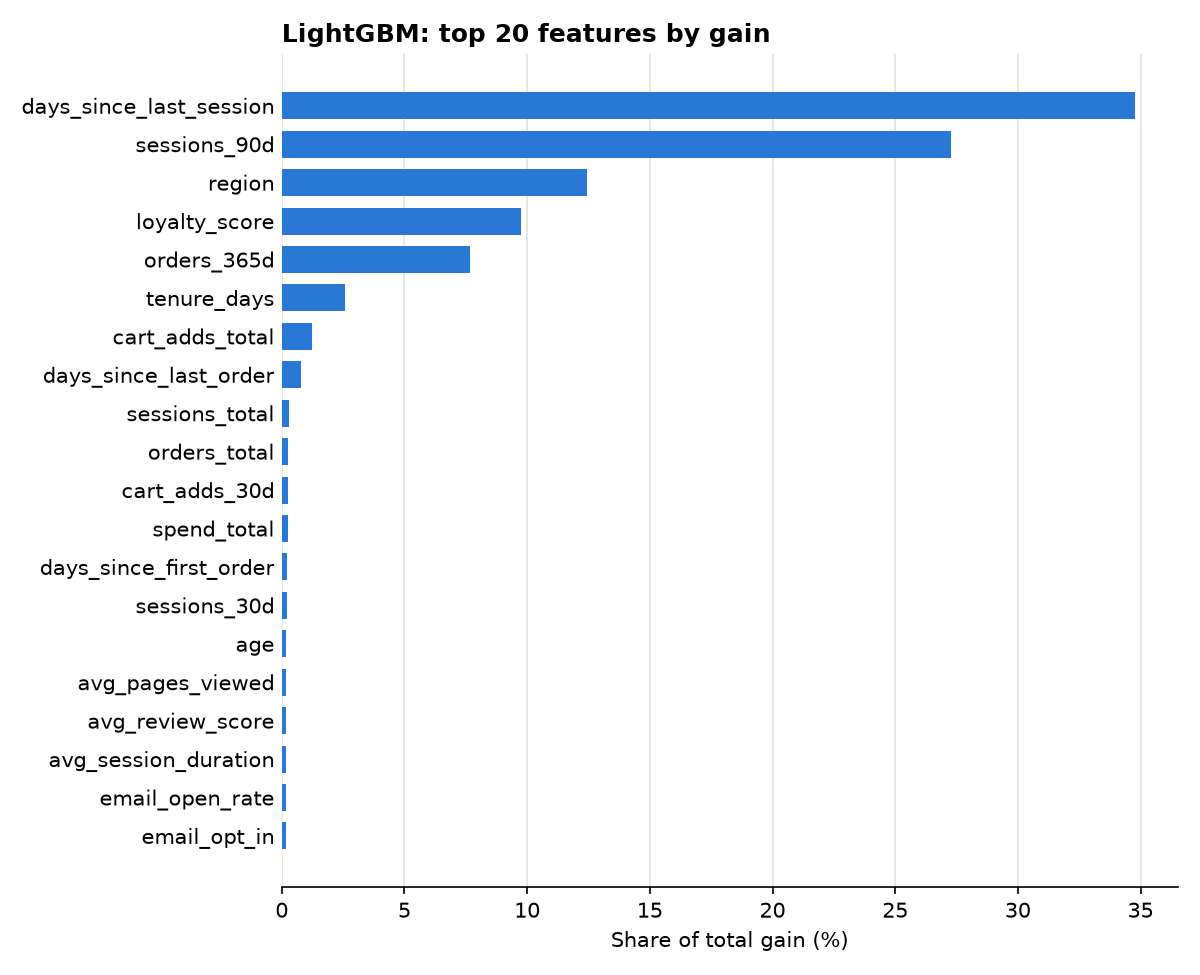 LightGBM: top 20 features by gain
days_since_last_session
sessions_90d
region
loyalty_score
orders_365d
tenure_days
cart_adds_total
days_since_last_order
sessions_total
orders_total
cart_adds_30d
spend_total
days_since_first_order
sessions_30d
age
avg_pages_viewed
avg_review_score
avg_session_duration
email_open_rate
email_opt_in
0 5 10 15 20 25 30 35
Share of total gain (%)